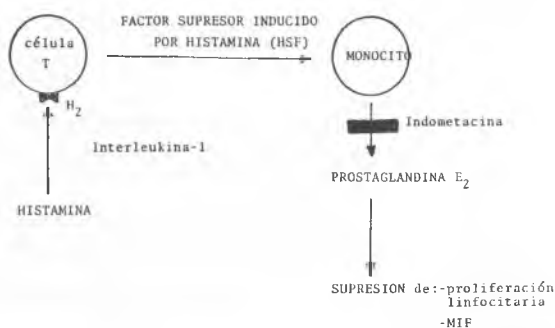 FACTOR SUPRESOR INDUCIDO
POR HISTAMINA (HSF)
célula
T
MONOCITO
H2
Indometacina
Interleukina-1
PROSTAGLANDINA E2
HISTAMINA
SUPRESION de:-proliferación
linfocitaria
-MIF